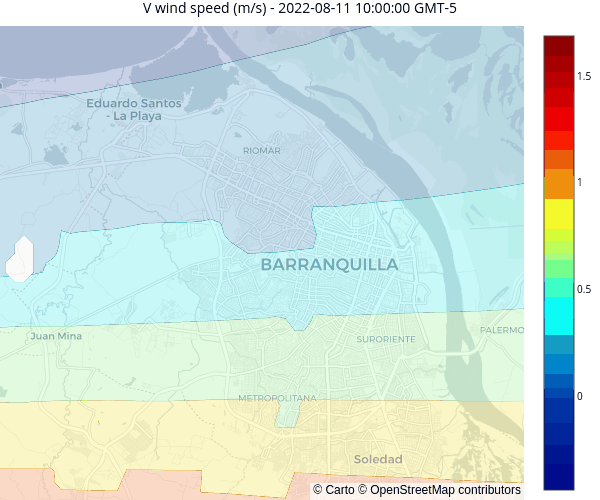 V wind speed (m/s) - 2022-08-11 10:00:00 GMT-5
Eduardo Santos
- La Playa
RIOMAR
BARRANQUILLA
Juan Mina
SURORIENTE
PALERMO
METROPOLITANA
Soledad
© Carto © OpenStreetMap contributors
1.5
1
0.5
0